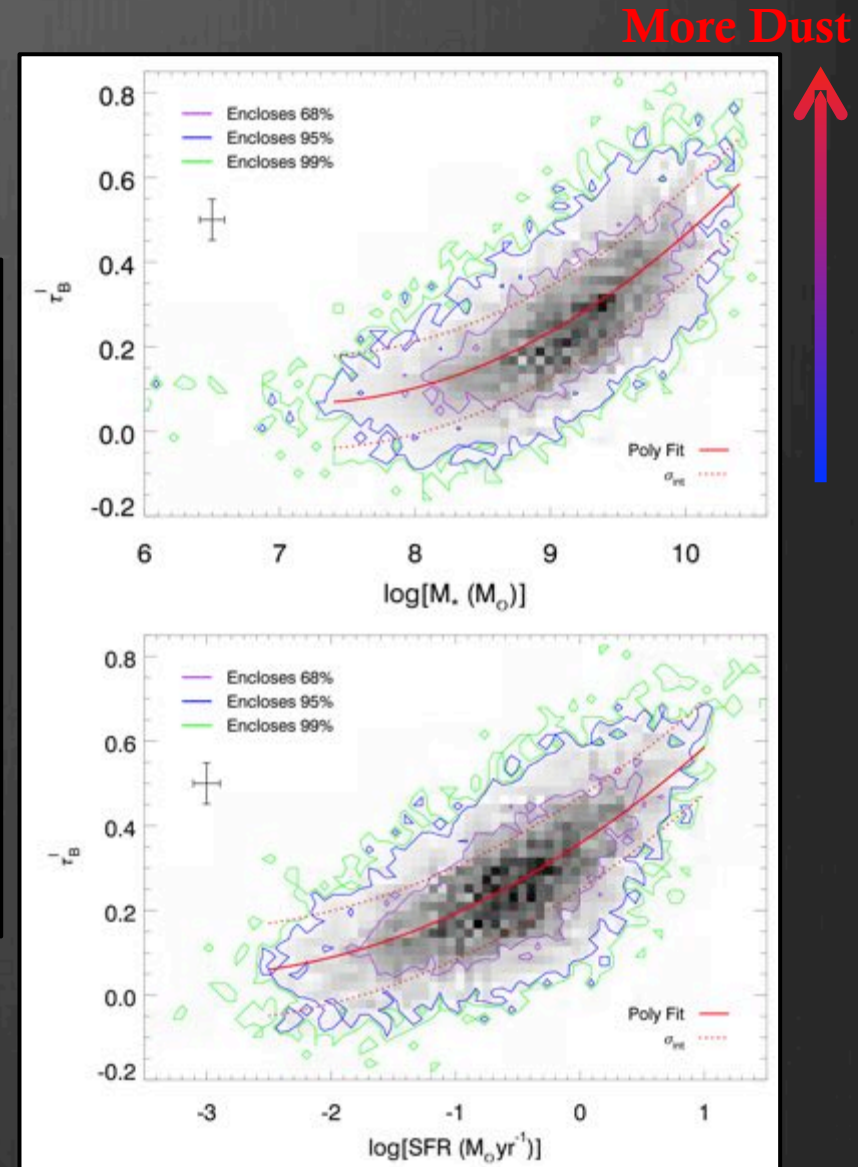 More Dust
0.8
Encloses 68%
Encloses 95%
Encloses 99%
0.6
0.4
τ_B^l
0.2
0.0
Poly Fit
σ_int
-0.2
6 7 8 9 10
log[M_* (M_⊙)]
0.8
Encloses 68%
Encloses 95%
Encloses 99%
0.6
0.4
τ_B^l
0.2
0.0
Poly Fit
σ_int
-0.2
-3 -2 -1 0 1
log[SFR (M_⊙yr^-1)]